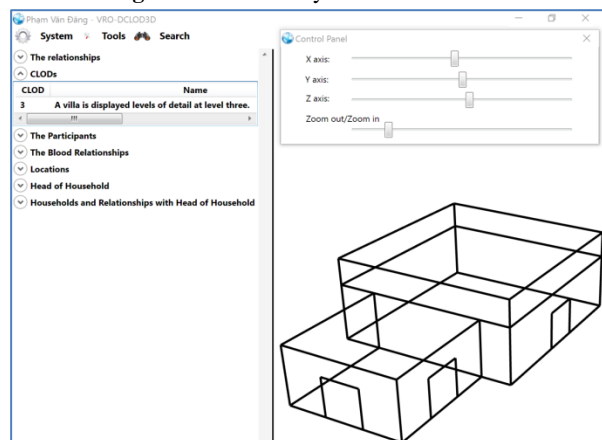 Phạm Văn Đảng - VRO-DCLOD3D
System Tools Search
The relationships
CLODs
CLOD Name
3 A villa is displayed levels of detail at level three.
The Participants
The Blood Relationships
Locations
Head of Household
Households and Relationships with Head of Household
Control Panel
X axis:
Y axis:
Z axis:
Zoom out/Zoom in